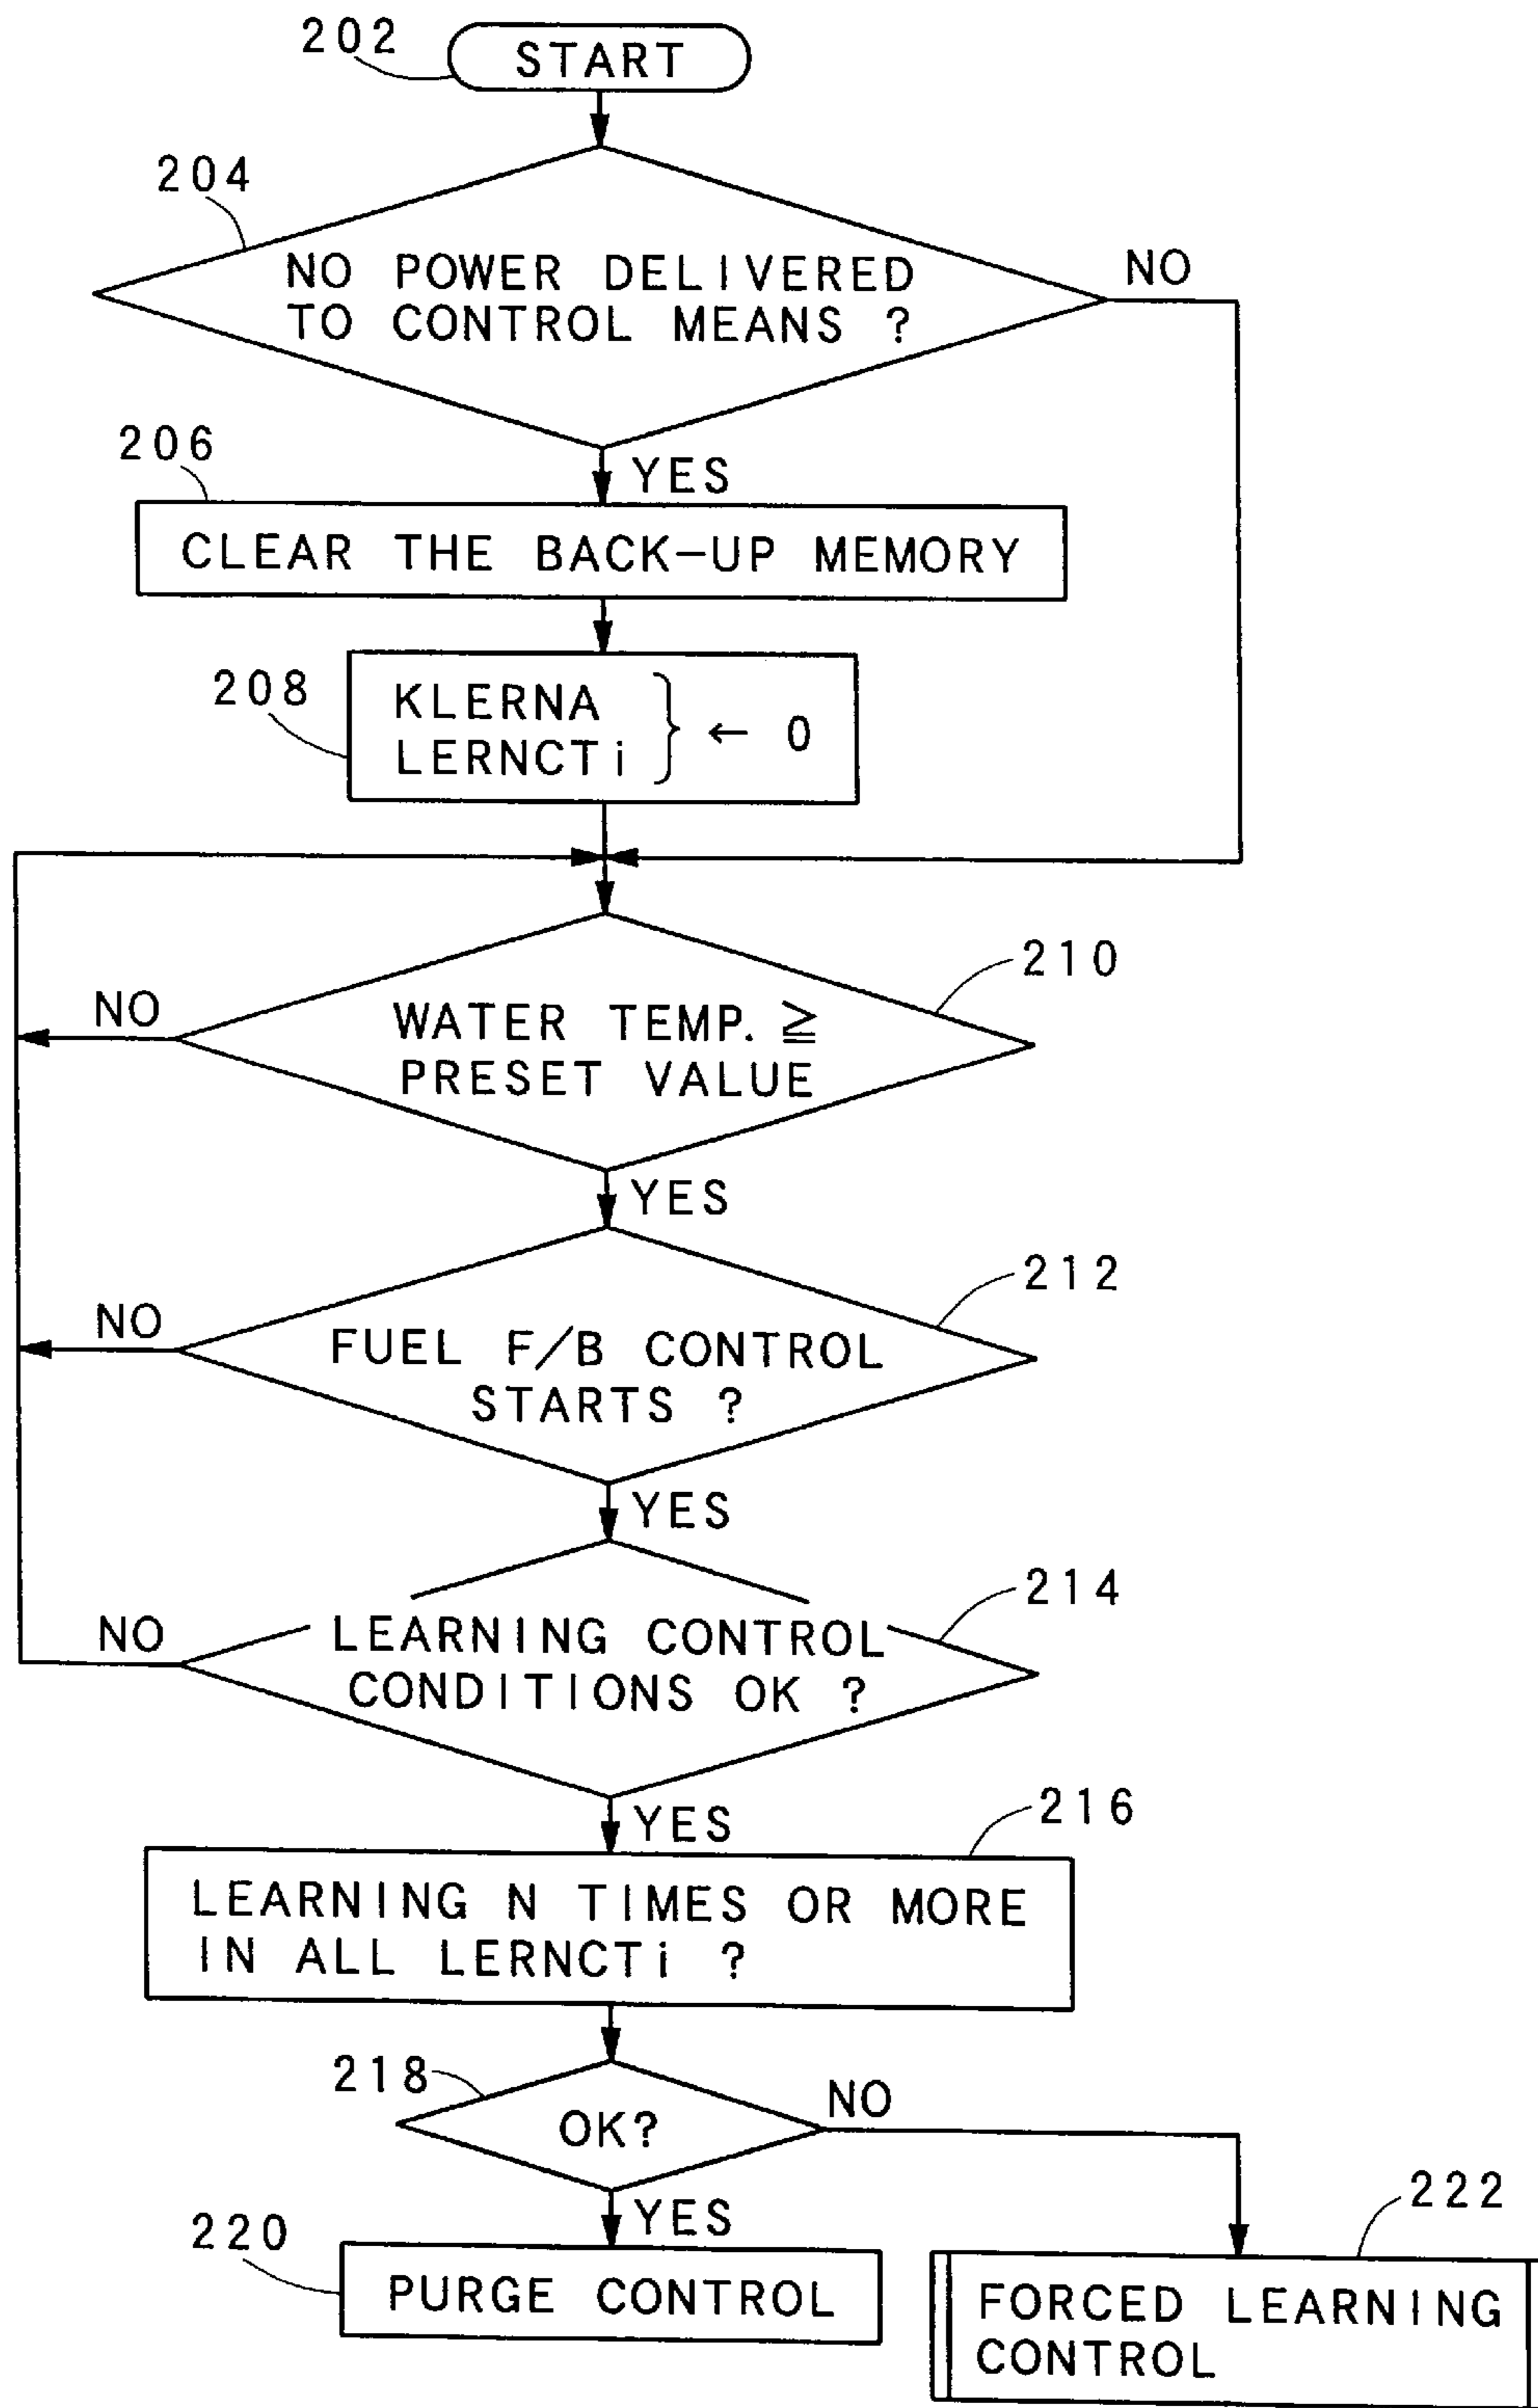 202
START
204
NO POWER DELIVERED
TO CONTROL MEANS ?
NO
YES
206
CLEAR THE BACK-UP MEMORY
208
KLERNA
LERNCTi
} ← 0
210
WATER TEMP. ≧
PRESET VALUE
NO
YES
212
FUEL F/B CONTROL
STARTS ?
NO
YES
214
LEARNING CONTROL
CONDITIONS OK ?
NO
YES
216
LEARNING N TIMES OR MORE
IN ALL LERNCTi ?
218
OK?
NO
YES
220
PURGE CONTROL
222
FORCED LEARNING
CONTROL